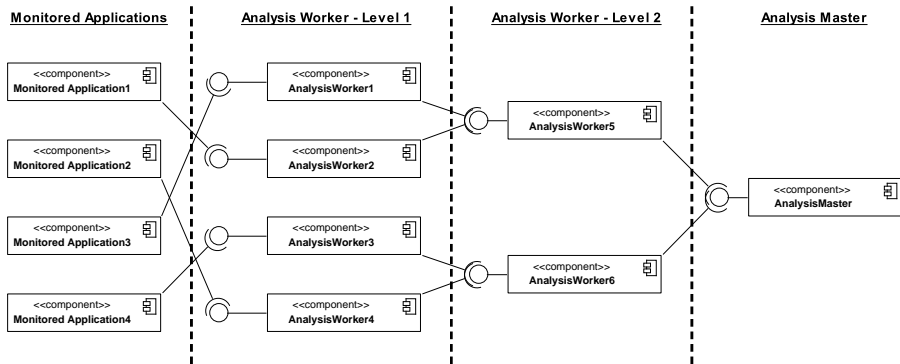 Monitored Applications
Analysis Worker - Level 1
Analysis Worker - Level 2
Analysis Master
<<component>>
Monitored Application1
<<component>>
Monitored Application2
<<component>>
Monitored Application3
<<component>>
Monitored Application4
<<component>>
AnalysisWorker1
<<component>>
AnalysisWorker2
<<component>>
AnalysisWorker3
<<component>>
AnalysisWorker4
<<component>>
AnalysisWorker5
<<component>>
AnalysisWorker6
<<component>>
AnalysisMaster